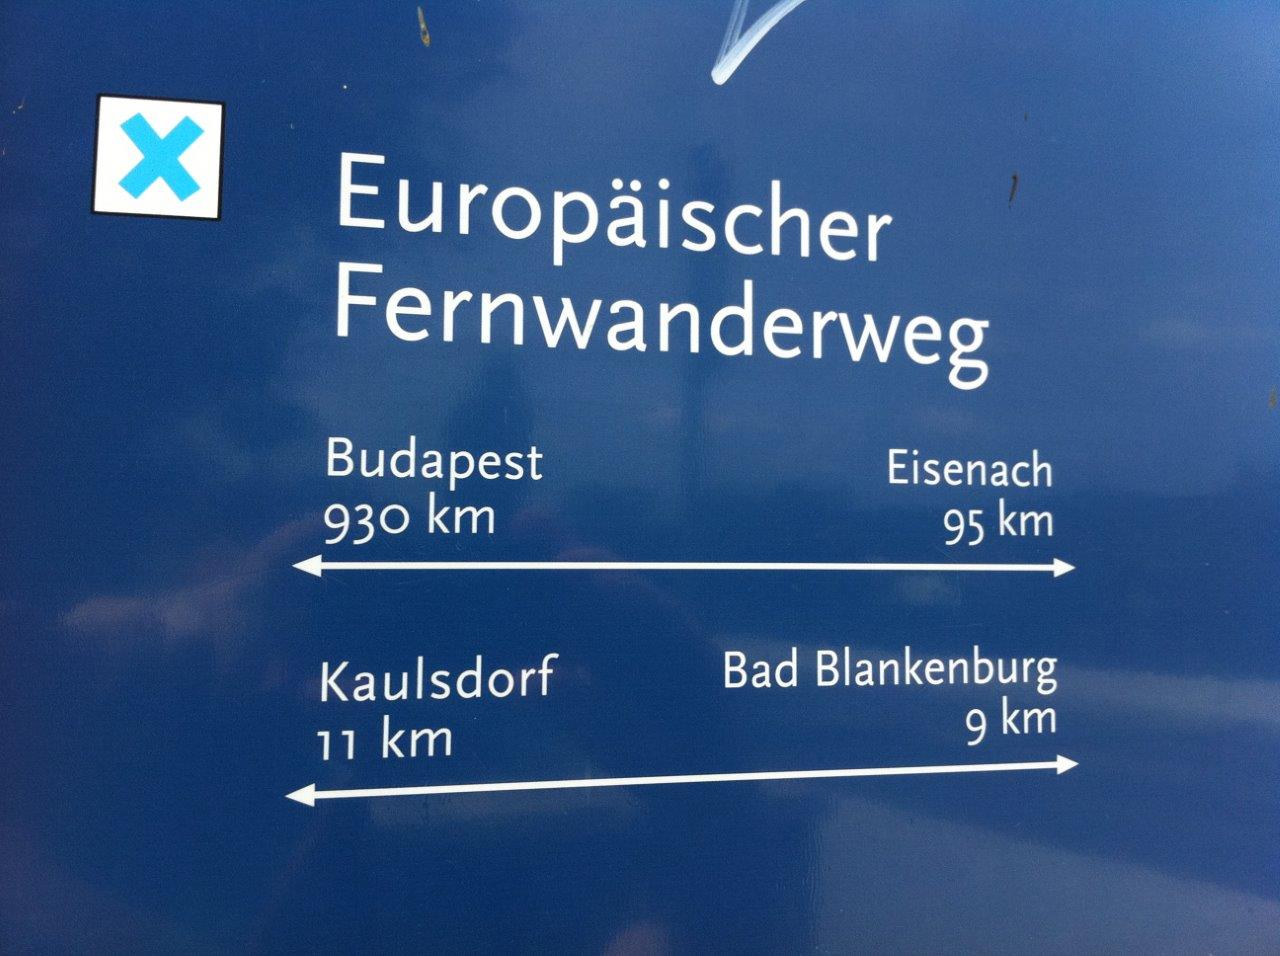 Europäischer
Fernwanderweg
Budapest
930 km
Eisenach
95 km
Kaulsdorf
11 km
Bad Blankenburg
9 km